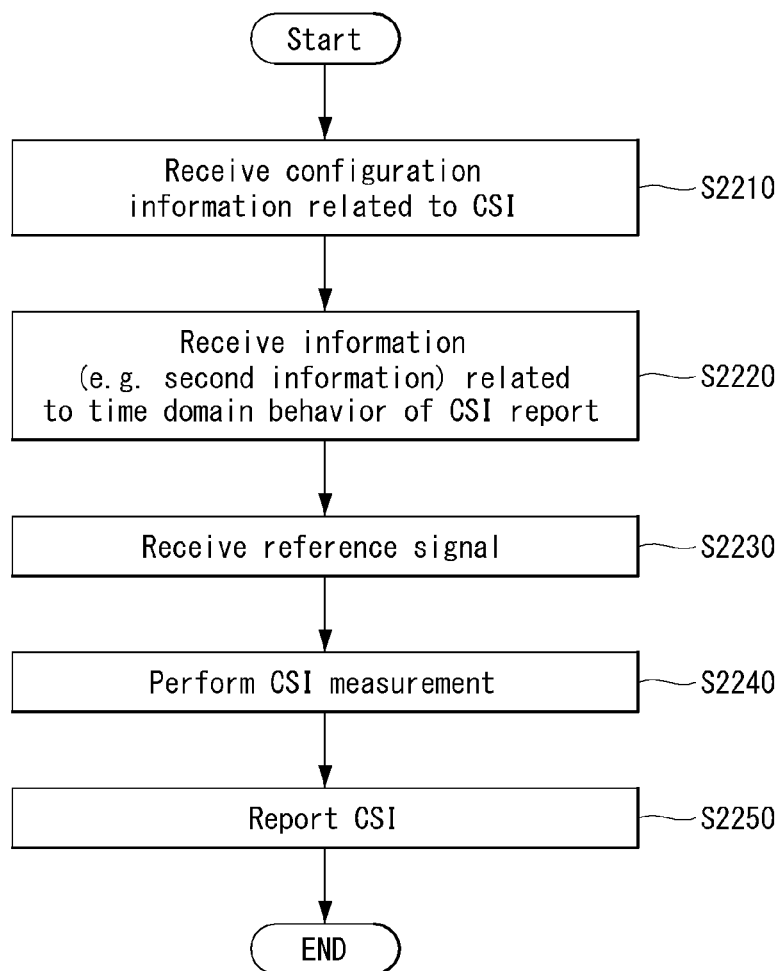 Start
Receive configuration
information related to CSI
S2210
Receive information
(e.g. second information) related
to time domain behavior of CSI report
S2220
Receive reference signal
S2230
Perform CSI measurement
S2240
Report CSI
S2250
END